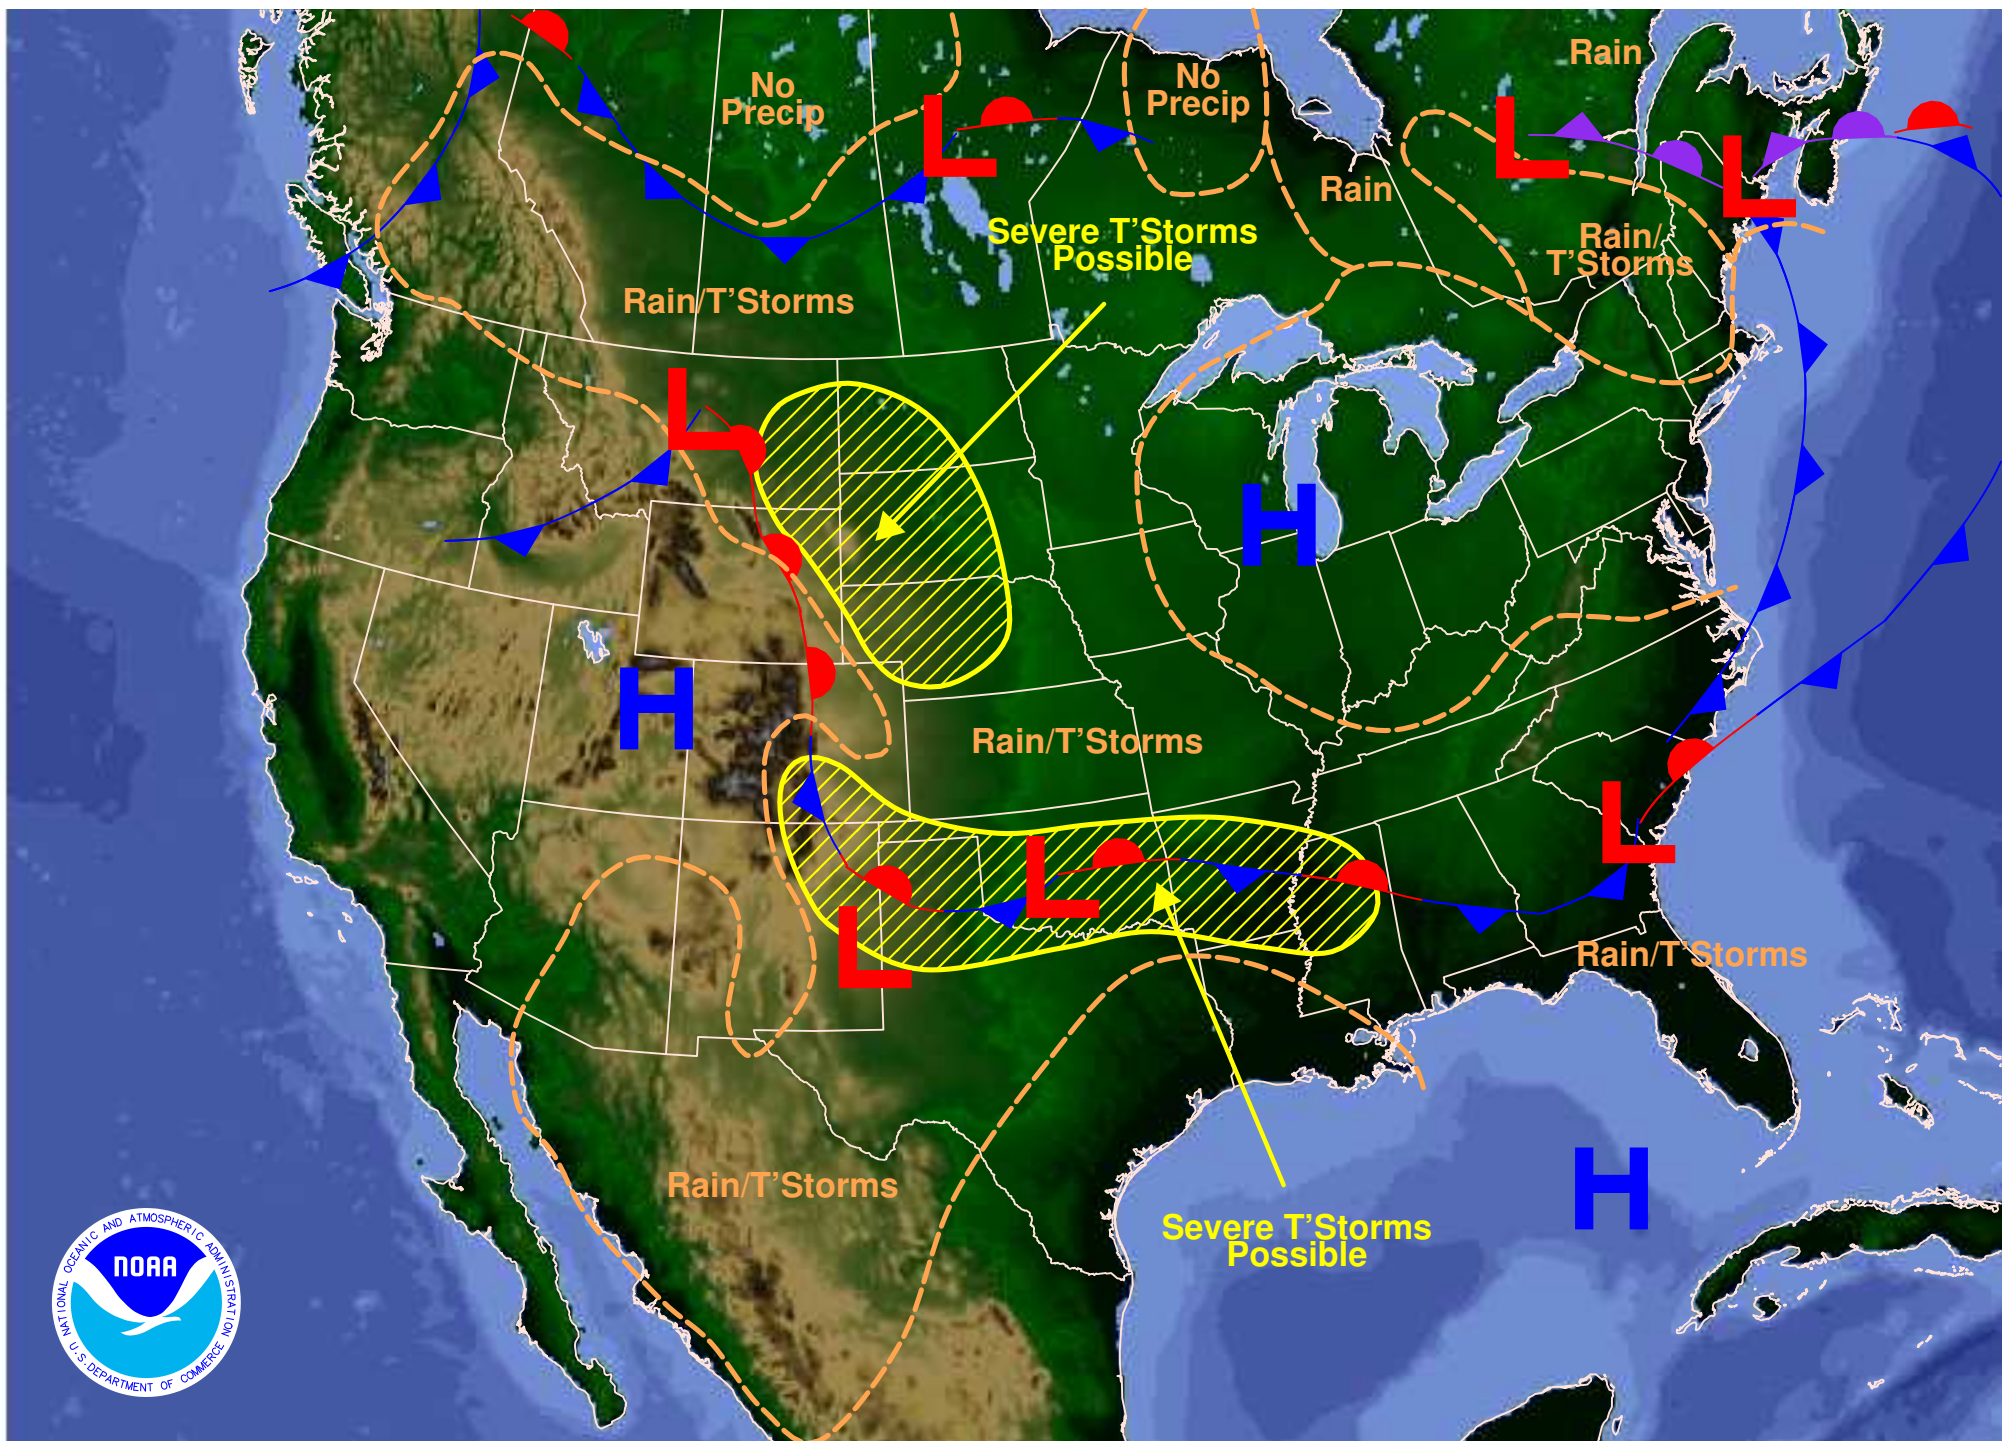 Rain
No
Precip
No
Precip
L
L
L
Rain
Severe T'Storms
Possible
Rain/
T'Storms
Rain/T'Storms
L
H
H
Rain/T'Storms
L
L
L
Rain/T'Storms
Rain/T'Storms
H
Severe T'Storms
Possible
NATIONAL OCEANIC AND ATMOSPHERIC ADMINISTRATION
NOAA
U.S. DEPARTMENT OF COMMERCE